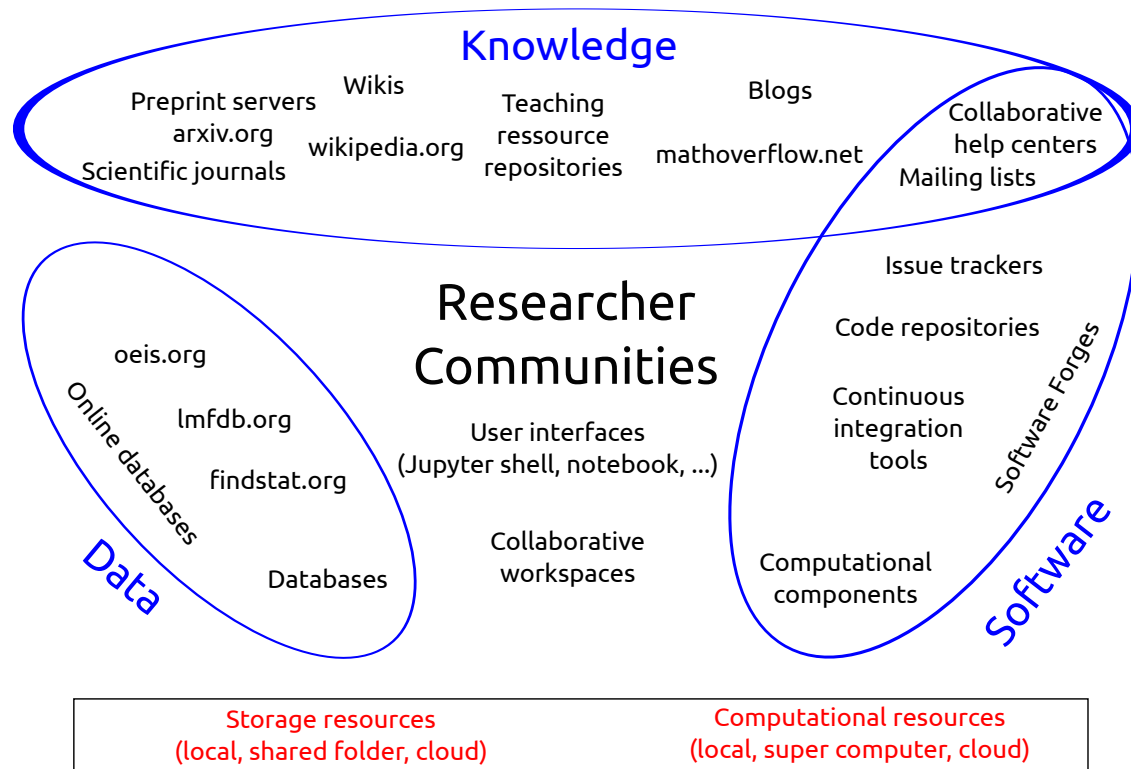 Knowledge
Wikis
Preprint servers
arxiv.org
Scientific journals
wikipedia.org
Teaching
ressource
repositories
Blogs
mathoverflow.net
Collaborative
help centers
Mailing lists
Researcher
Communities
User interfaces
(Jupyter shell, notebook, ...)
Collaborative
workspaces
oeis.org
lmfdb.org
findstat.org
Online databases
Databases
Data
Issue trackers
Code repositories
Continuous
integration
tools
Software Forges
Computational
components
Software
Storage resources
(local, shared folder, cloud)
Computational resources
(local, super computer, cloud)